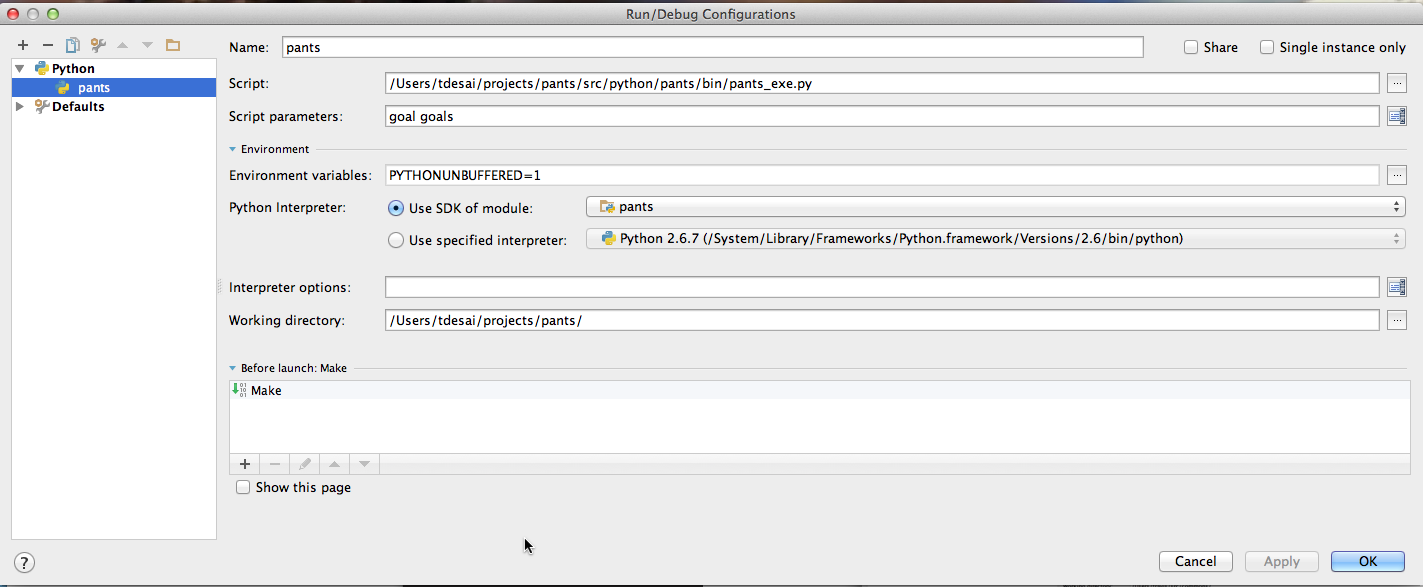 Run/Debug Configurations
Name: pants
Share
Single instance only
Python
pants
Defaults
Script: /Users/tdesai/projects/pants/src/python/pants/bin/pants_exe.py
Script parameters: goal goals
Environment
Environment variables: PYTHONUNBUFFERED=1
Python Interpreter: Use SDK of module: pants
Use specified interpreter: Python 2.6.7 (/System/Library/Frameworks/Python.framework/Versions/2.6/bin/python)
Interpreter options:
Working directory: /Users/tdesai/projects/pants/
Before launch: Make
Make
Show this page
? Cancel Apply OK